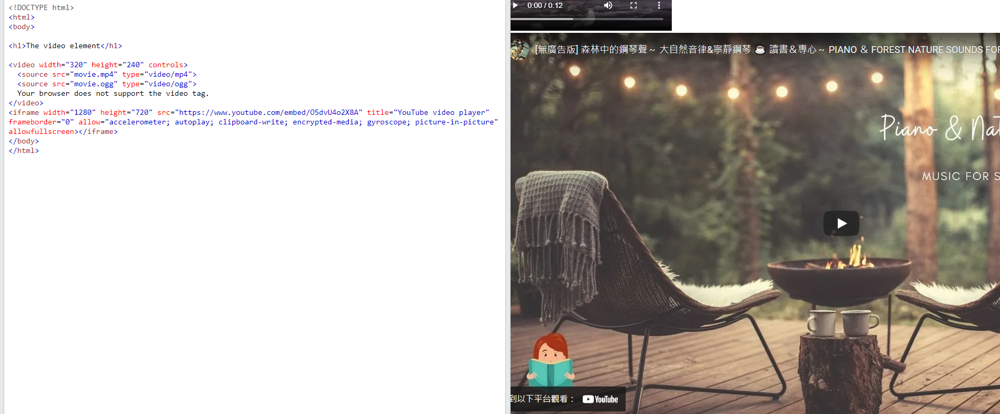 <!DOCTYPE html>
<html>
<body>
<h1>The video element</h1>
<video width="320" height="240" controls>
<source src="movie.mp4" type="video/mp4">
<source src="movie.ogg" type="video/ogg">
Your browser does not support the video tag.
</video>
<iframe width="1280" height="720" src="https://www.youtube.com/embed/O5dvU4o2X8A" title="YouTube video player"
frameborder="0" allow="accelerometer; autoplay; clipboard-write; encrypted-media; gyroscope; picture-in-picture"
allowfullscreen></iframe>
</body>
</html>
0:00 / 0:12
[無廣告版] 森林中的鋼琴聲～ 大自然音律&寧靜鋼琴 ☕ 讀書＆專心～ PIANO ＆ FOREST NATURE SOUNDS FOR
Piano & Nat
MUSIC FOR S
到以下平台觀看： YouTube